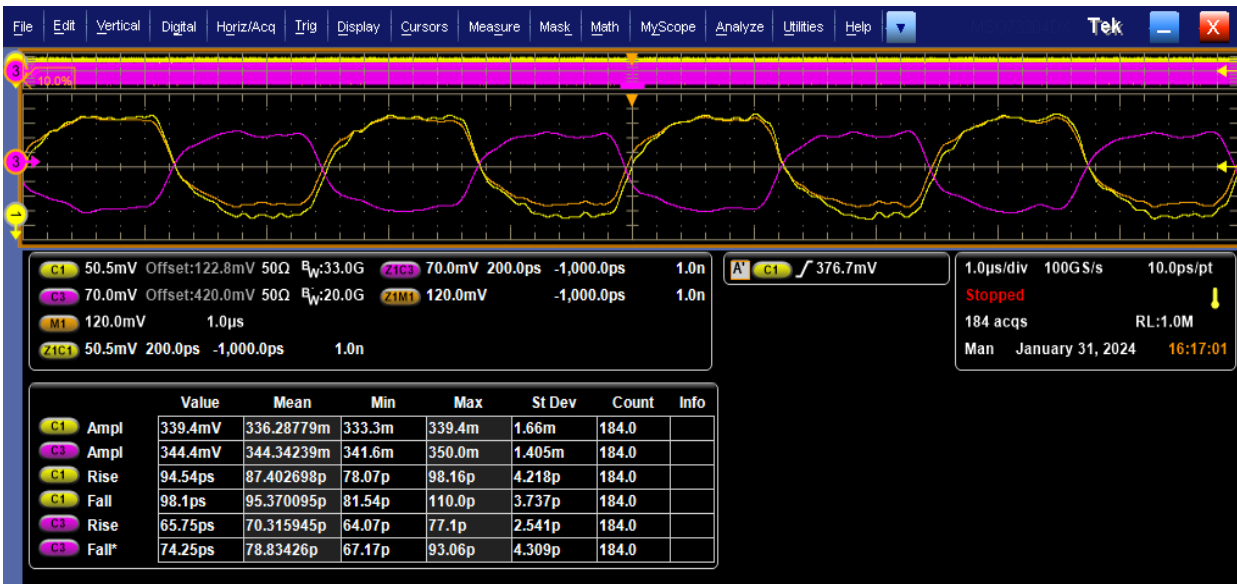 File Edit Vertical Digital Horiz/Acq Trig Display Cursors Measure Mask Math MyScope Analyze Utilities Help Tek X
3
10.0%
3
1
C1 50.5mV Offset:122.8mV 50Ω BW:33.0G Z1C3 70.0mV 200.0ps -1,000.0ps 1.0n A' C1 376.7mV 1.0µs/div 100GS/s 10.0ps/pt
C3 70.0mV Offset:420.0mV 50Ω BW:20.0G Z1M1 120.0mV -1,000.0ps 1.0n Stopped
M1 120.0mV 1.0µs 184 acqs RL:1.0M
Z1C1 50.5mV 200.0ps -1,000.0ps 1.0n Man January 31, 2024 16:17:01
Value Mean Min Max St Dev Count Info
C1 Ampl 339.4mV 336.28779m 333.3m 339.4m 1.66m 184.0
C3 Ampl 344.4mV 344.34239m 341.6m 350.0m 1.405m 184.0
C1 Rise 94.54ps 87.402698p 78.07p 98.16p 4.218p 184.0
C1 Fall 98.1ps 95.370095p 81.54p 110.0p 3.737p 184.0
C3 Rise 65.75ps 70.315945p 64.07p 77.1p 2.541p 184.0
C3 Fall* 74.25ps 78.83426p 67.17p 93.06p 4.309p 184.0